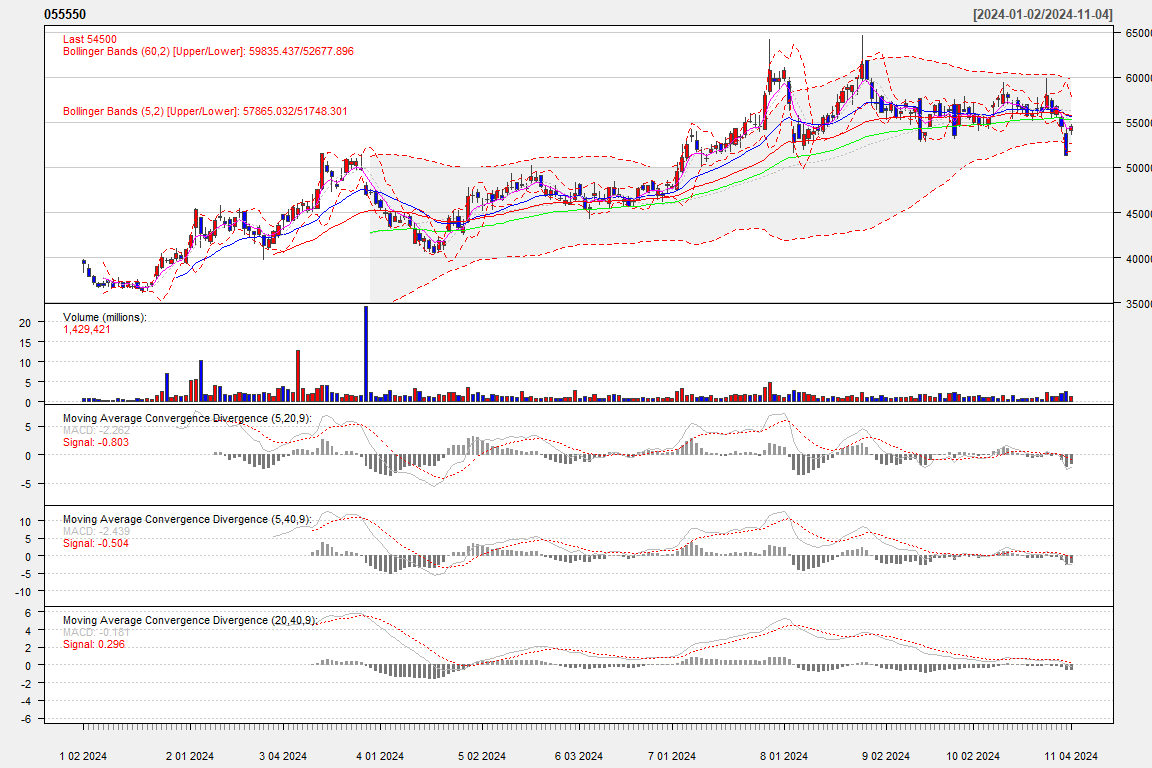 055550 [2024-01-02/2024-11-04]
Last 54500
Bollinger Bands (60,2) [Upper/Lower]: 59835.437/52677.896
Bollinger Bands (5,2) [Upper/Lower]: 57865.032/51748.301
65000
60000
55000
50000
45000
40000
35000
Volume (millions):
1,429,421
20
15
10
5
0
Moving Average Convergence Divergence (5,20,9):
MACD: -2.262
Signal: -0.803
5
0
-5
Moving Average Convergence Divergence (5,40,9):
MACD: -2.439
Signal: -0.504
10
5
0
-5
-10
Moving Average Convergence Divergence (20,40,9):
MACD: -0.181
Signal: 0.296
6
4
2
0
-2
-4
-6
1 02 2024 2 01 2024 3 04 2024 4 01 2024 5 02 2024 6 03 2024 7 01 2024 8 01 2024 9 02 2024 10 02 2024 11 04 2024